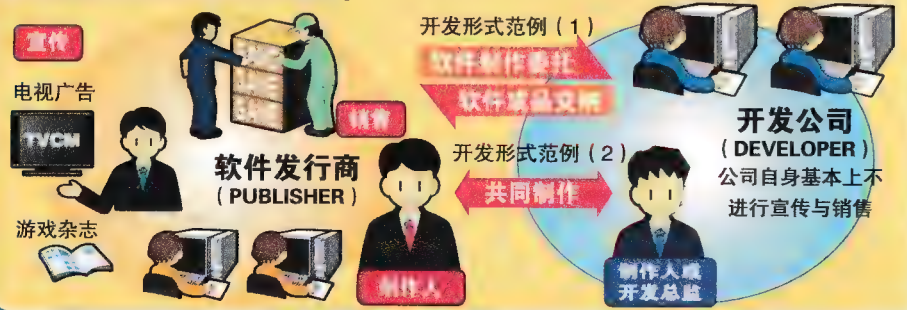 宣传
电视广告
TVCM
游戏杂志
销售
软件发行商
(PUBLISHER)
制作人
开发形式范例(1)
软件制作委托
软件成品交纳
开发形式范例(2)
共同制作
开发公司
(DEVELOPER)
公司自身基本上不
进行宣传与销售
制作人或
开发总监